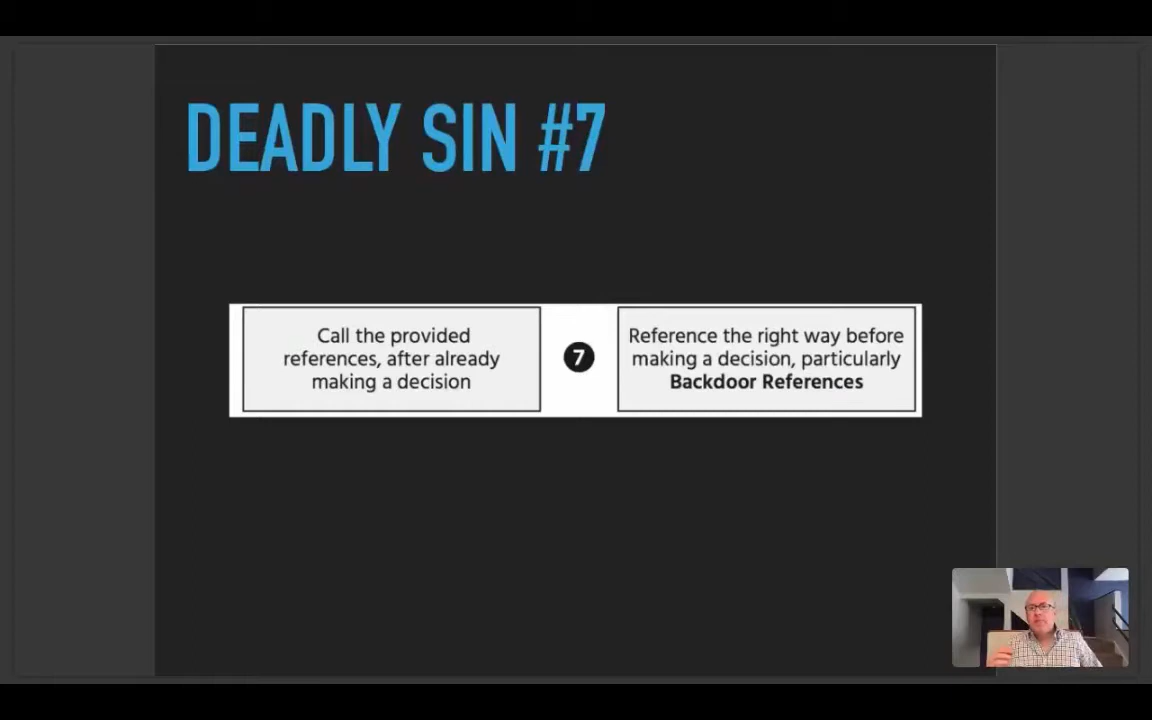 DEADLY SIN #7
Call the provided
references, after already
making a decision
7
Reference the right way before
making a decision, particularly
Backdoor References